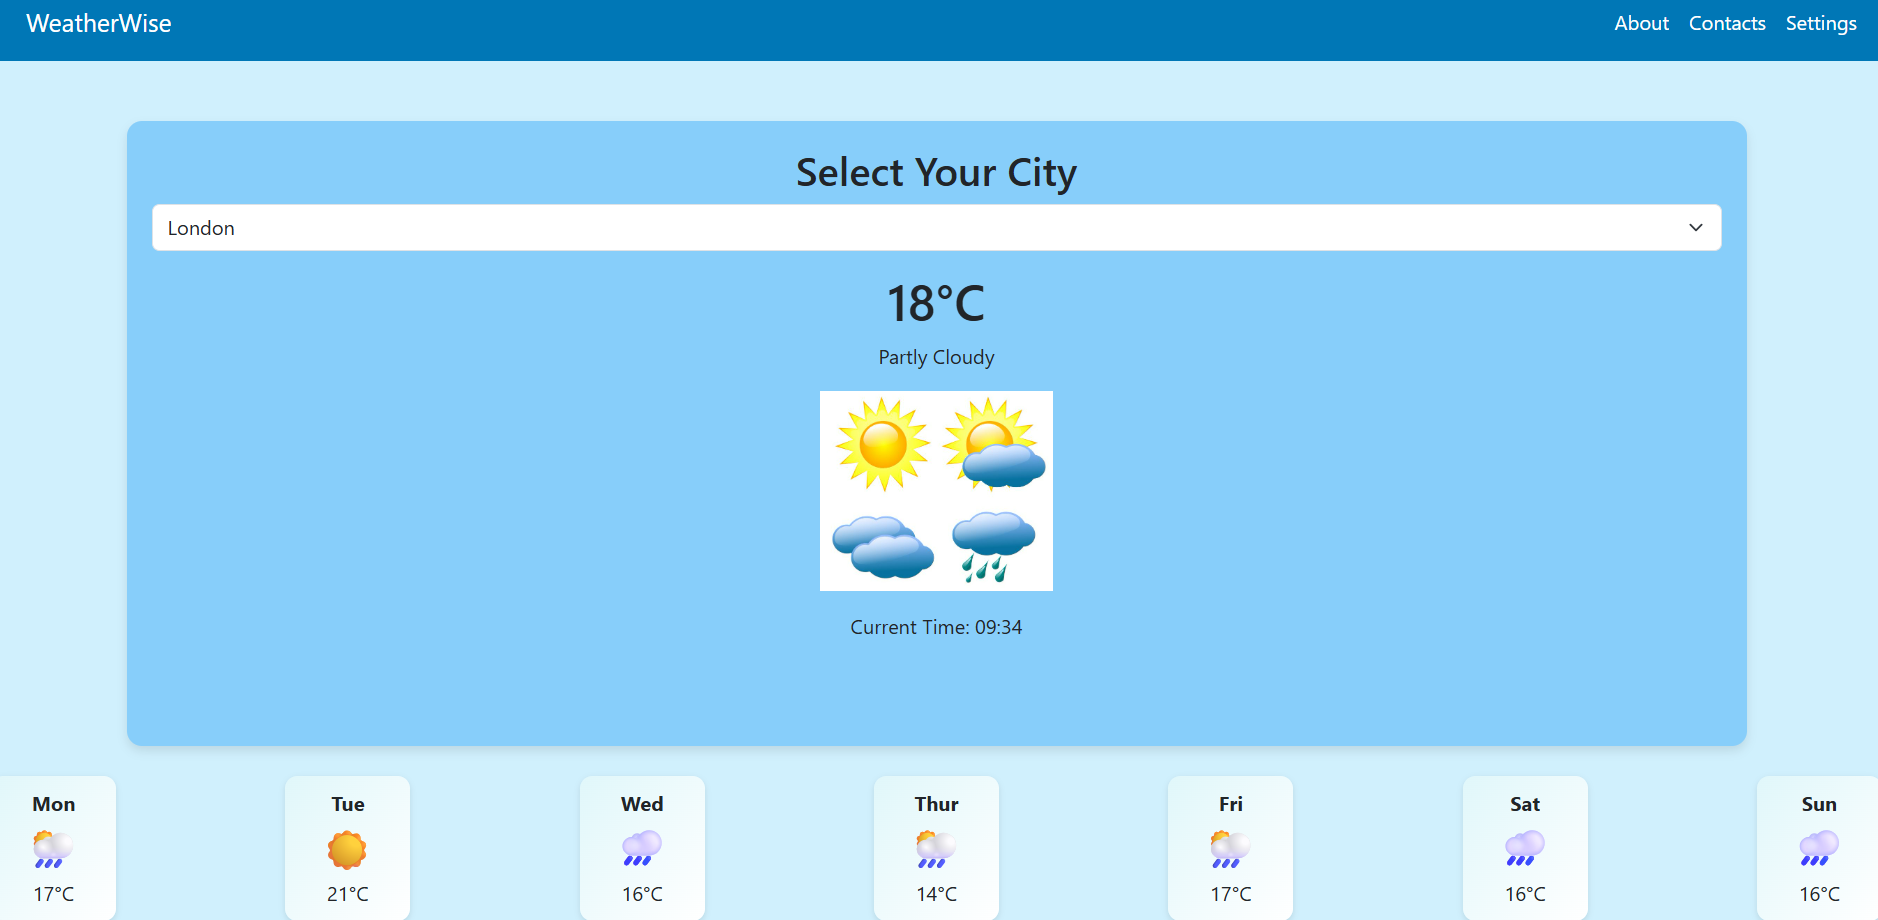 WeatherWise
About Contacts Settings
Select Your City
London
18°C
Partly Cloudy
Current Time: 09:34
Mon
17°C
Tue
21°C
Wed
16°C
Thur
14°C
Fri
17°C
Sat
16°C
Sun
16°C